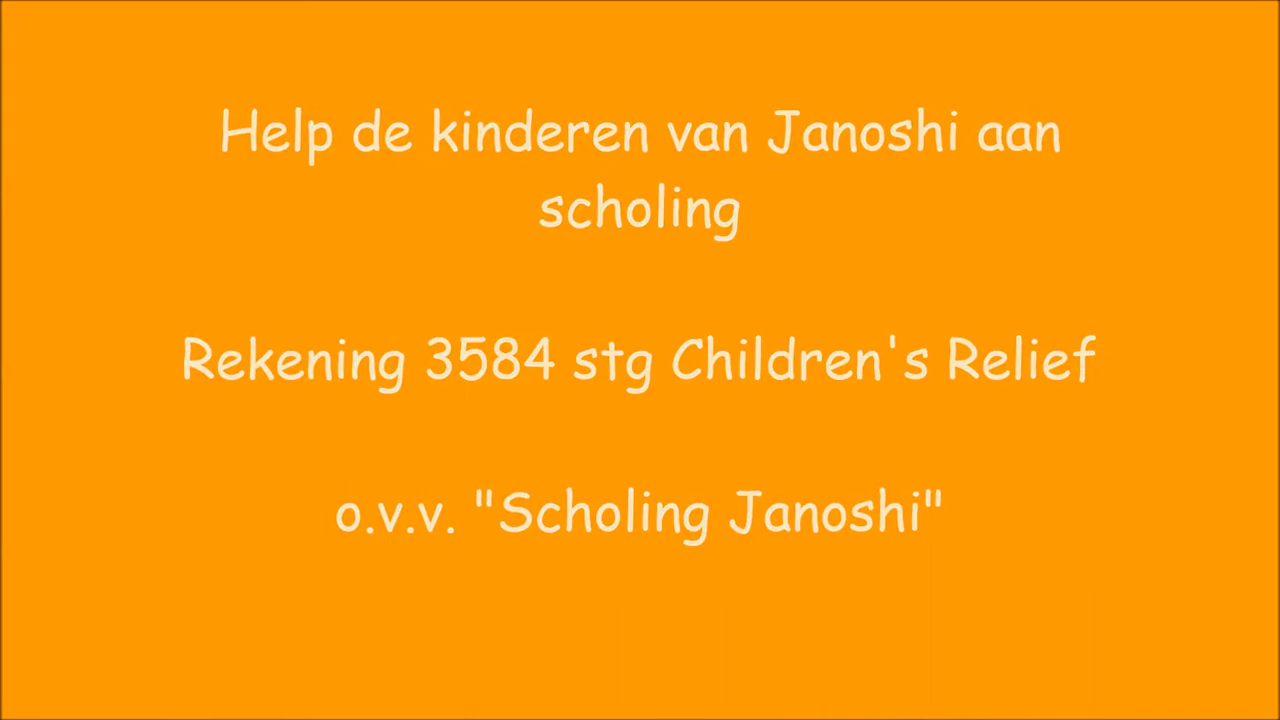 Help de kinderen van Janoshi aan
scholing
Rekening 3584 stg Children's Relief
o.v.v. "Scholing Janoshi"